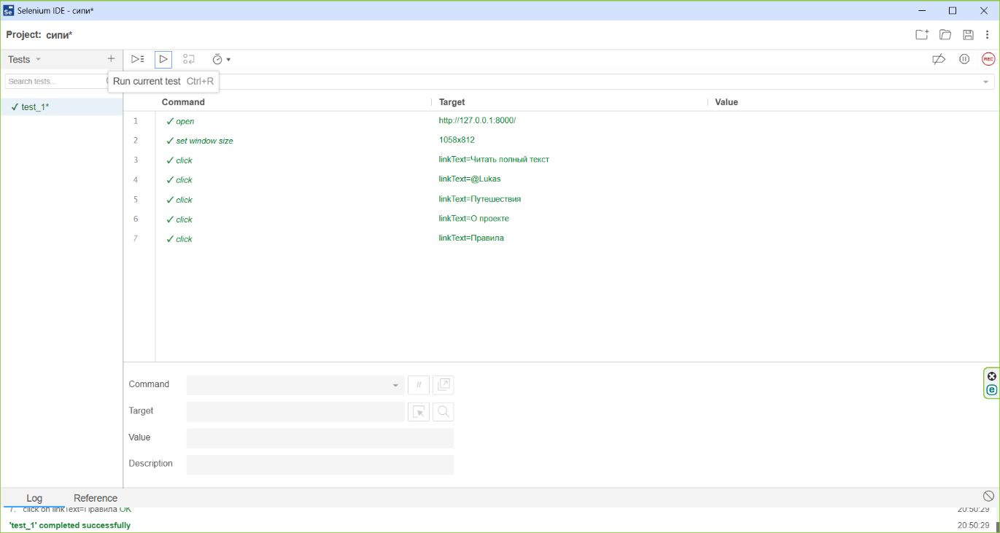 Selenium IDE - сипи*
Project: сипи*
Tests
Search tests...
Run current test Ctrl+R
REC
✓ test_1*
Command Target Value
1 ✓ open http://127.0.0.1:8000/
2 ✓ set window size 1058x812
3 ✓ click linkText=Читать полный текст
4 ✓ click linkText=@Lukas
5 ✓ click linkText=Путешествия
6 ✓ click linkText=О проекте
7 ✓ click linkText=Правила
Command //
Target
Value
Description
Log Reference
7. click on linkText=Правила OK 20:50:29
'test_1' completed successfully 20:50:29